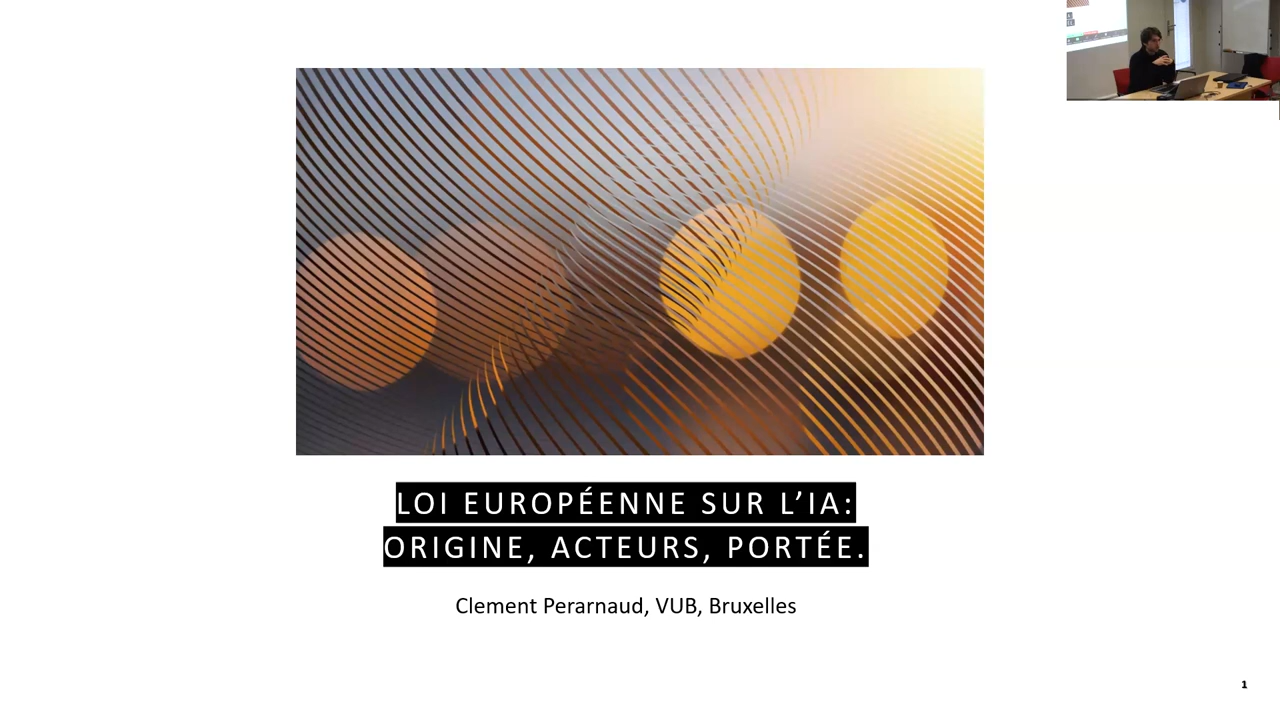 LOI EUROPÉENNE SUR L’IA:
ORIGINE, ACTEURS, PORTÉE.
Clement Perarnaud, VUB, Bruxelles
1